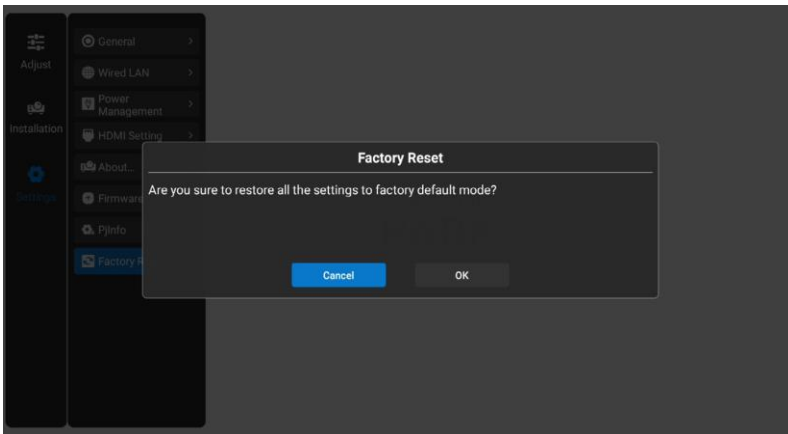 Adjust
Installation
Settings
General
Wired LAN
Power
Management
HDMI Setting
About...
Firmware
PjInfo
Factory R
Factory Reset
Are you sure to restore all the settings to factory default mode?
Cancel
OK